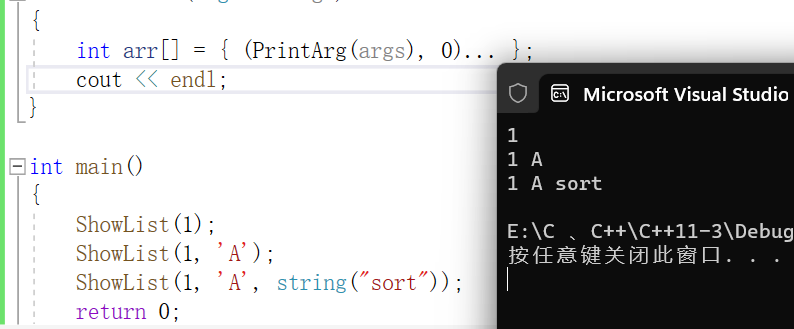 {
int arr[] = { (PrintArg(args), 0)... };
cout << endl;
}
int main()
{
ShowList(1);
ShowList(1, 'A');
ShowList(1, 'A', string("sort"));
return 0;
Microsoft Visual Studio
1
1 A
1 A sort
E:\C 、C++\C++11-3\Debug
按任意键关闭此窗口. . .